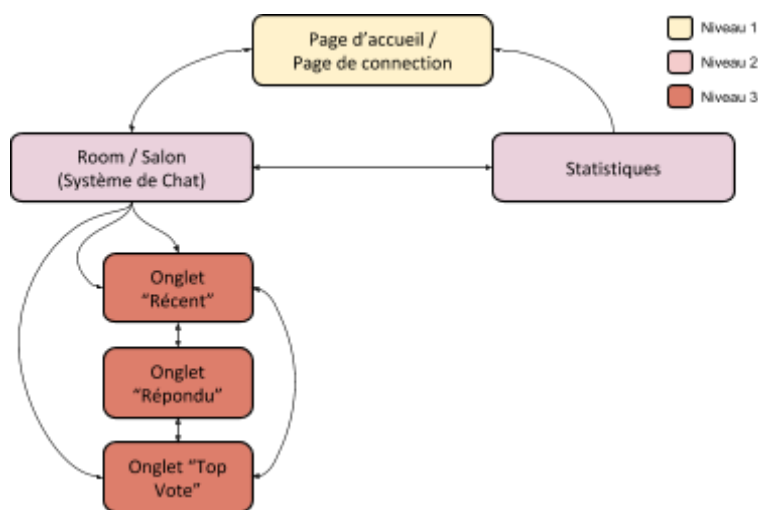 Page d’accueil /
Page de connection
Niveau 1
Niveau 2
Niveau 3
Room / Salon
(Système de Chat)
Statistiques
Onglet
“Récent”
Onglet
“Répondu”
Onglet “Top
Vote”